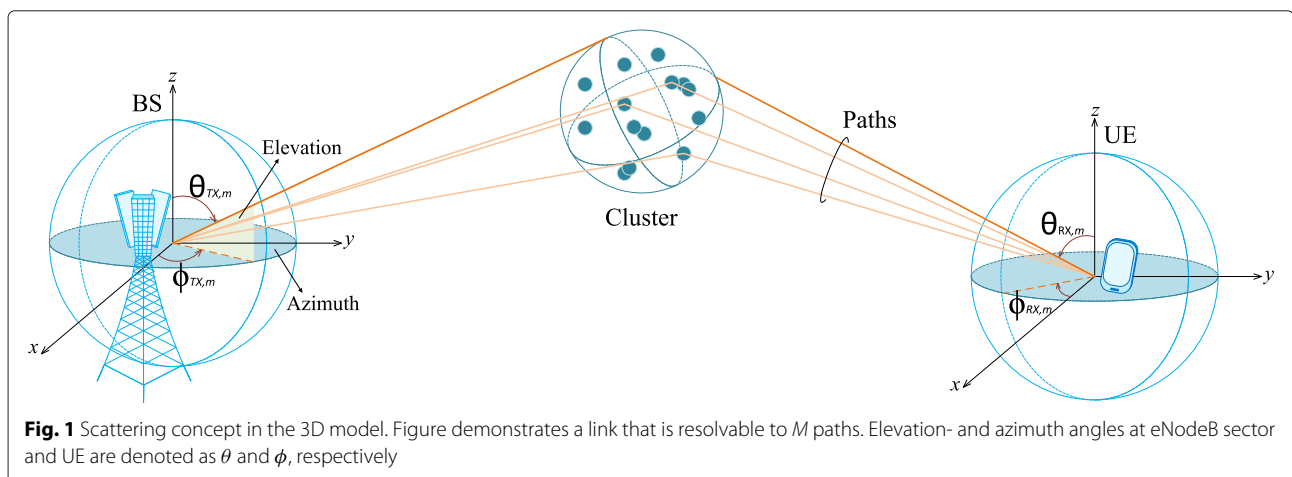 z
BS
Elevation
θTX,m
y
ϕTX,m
Azimuth
x
Cluster
Paths
z
UE
θRX,m
y
ϕRX,m
x
Fig. 1 Scattering concept in the 3D model. Figure demonstrates a link that is resolvable to M paths. Elevation- and azimuth angles at eNodeB sector
and UE are denoted as θ and ϕ, respectively